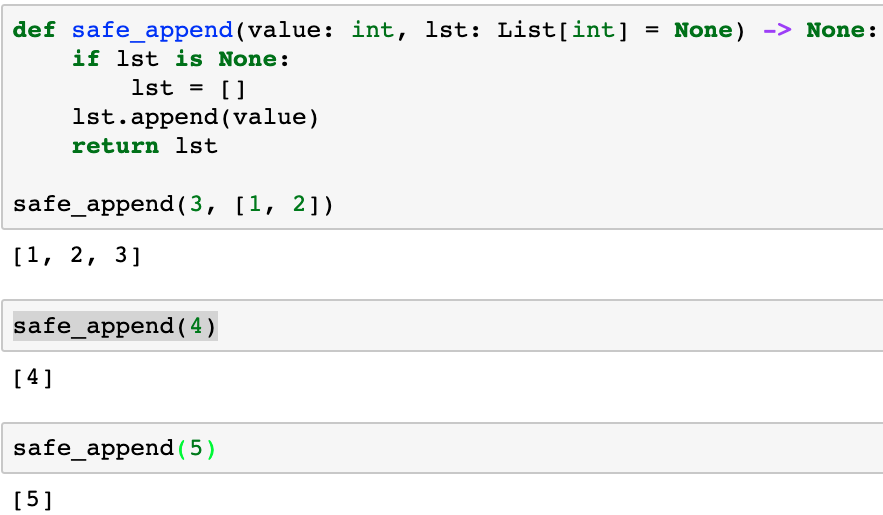 def safe_append(value: int, lst: List[int] = None) -> None:
    if lst is None:
        lst = []
    lst.append(value)
    return lst

safe_append(3, [1, 2])
[1, 2, 3]
safe_append(4)
[4]
safe_append(5)
[5]